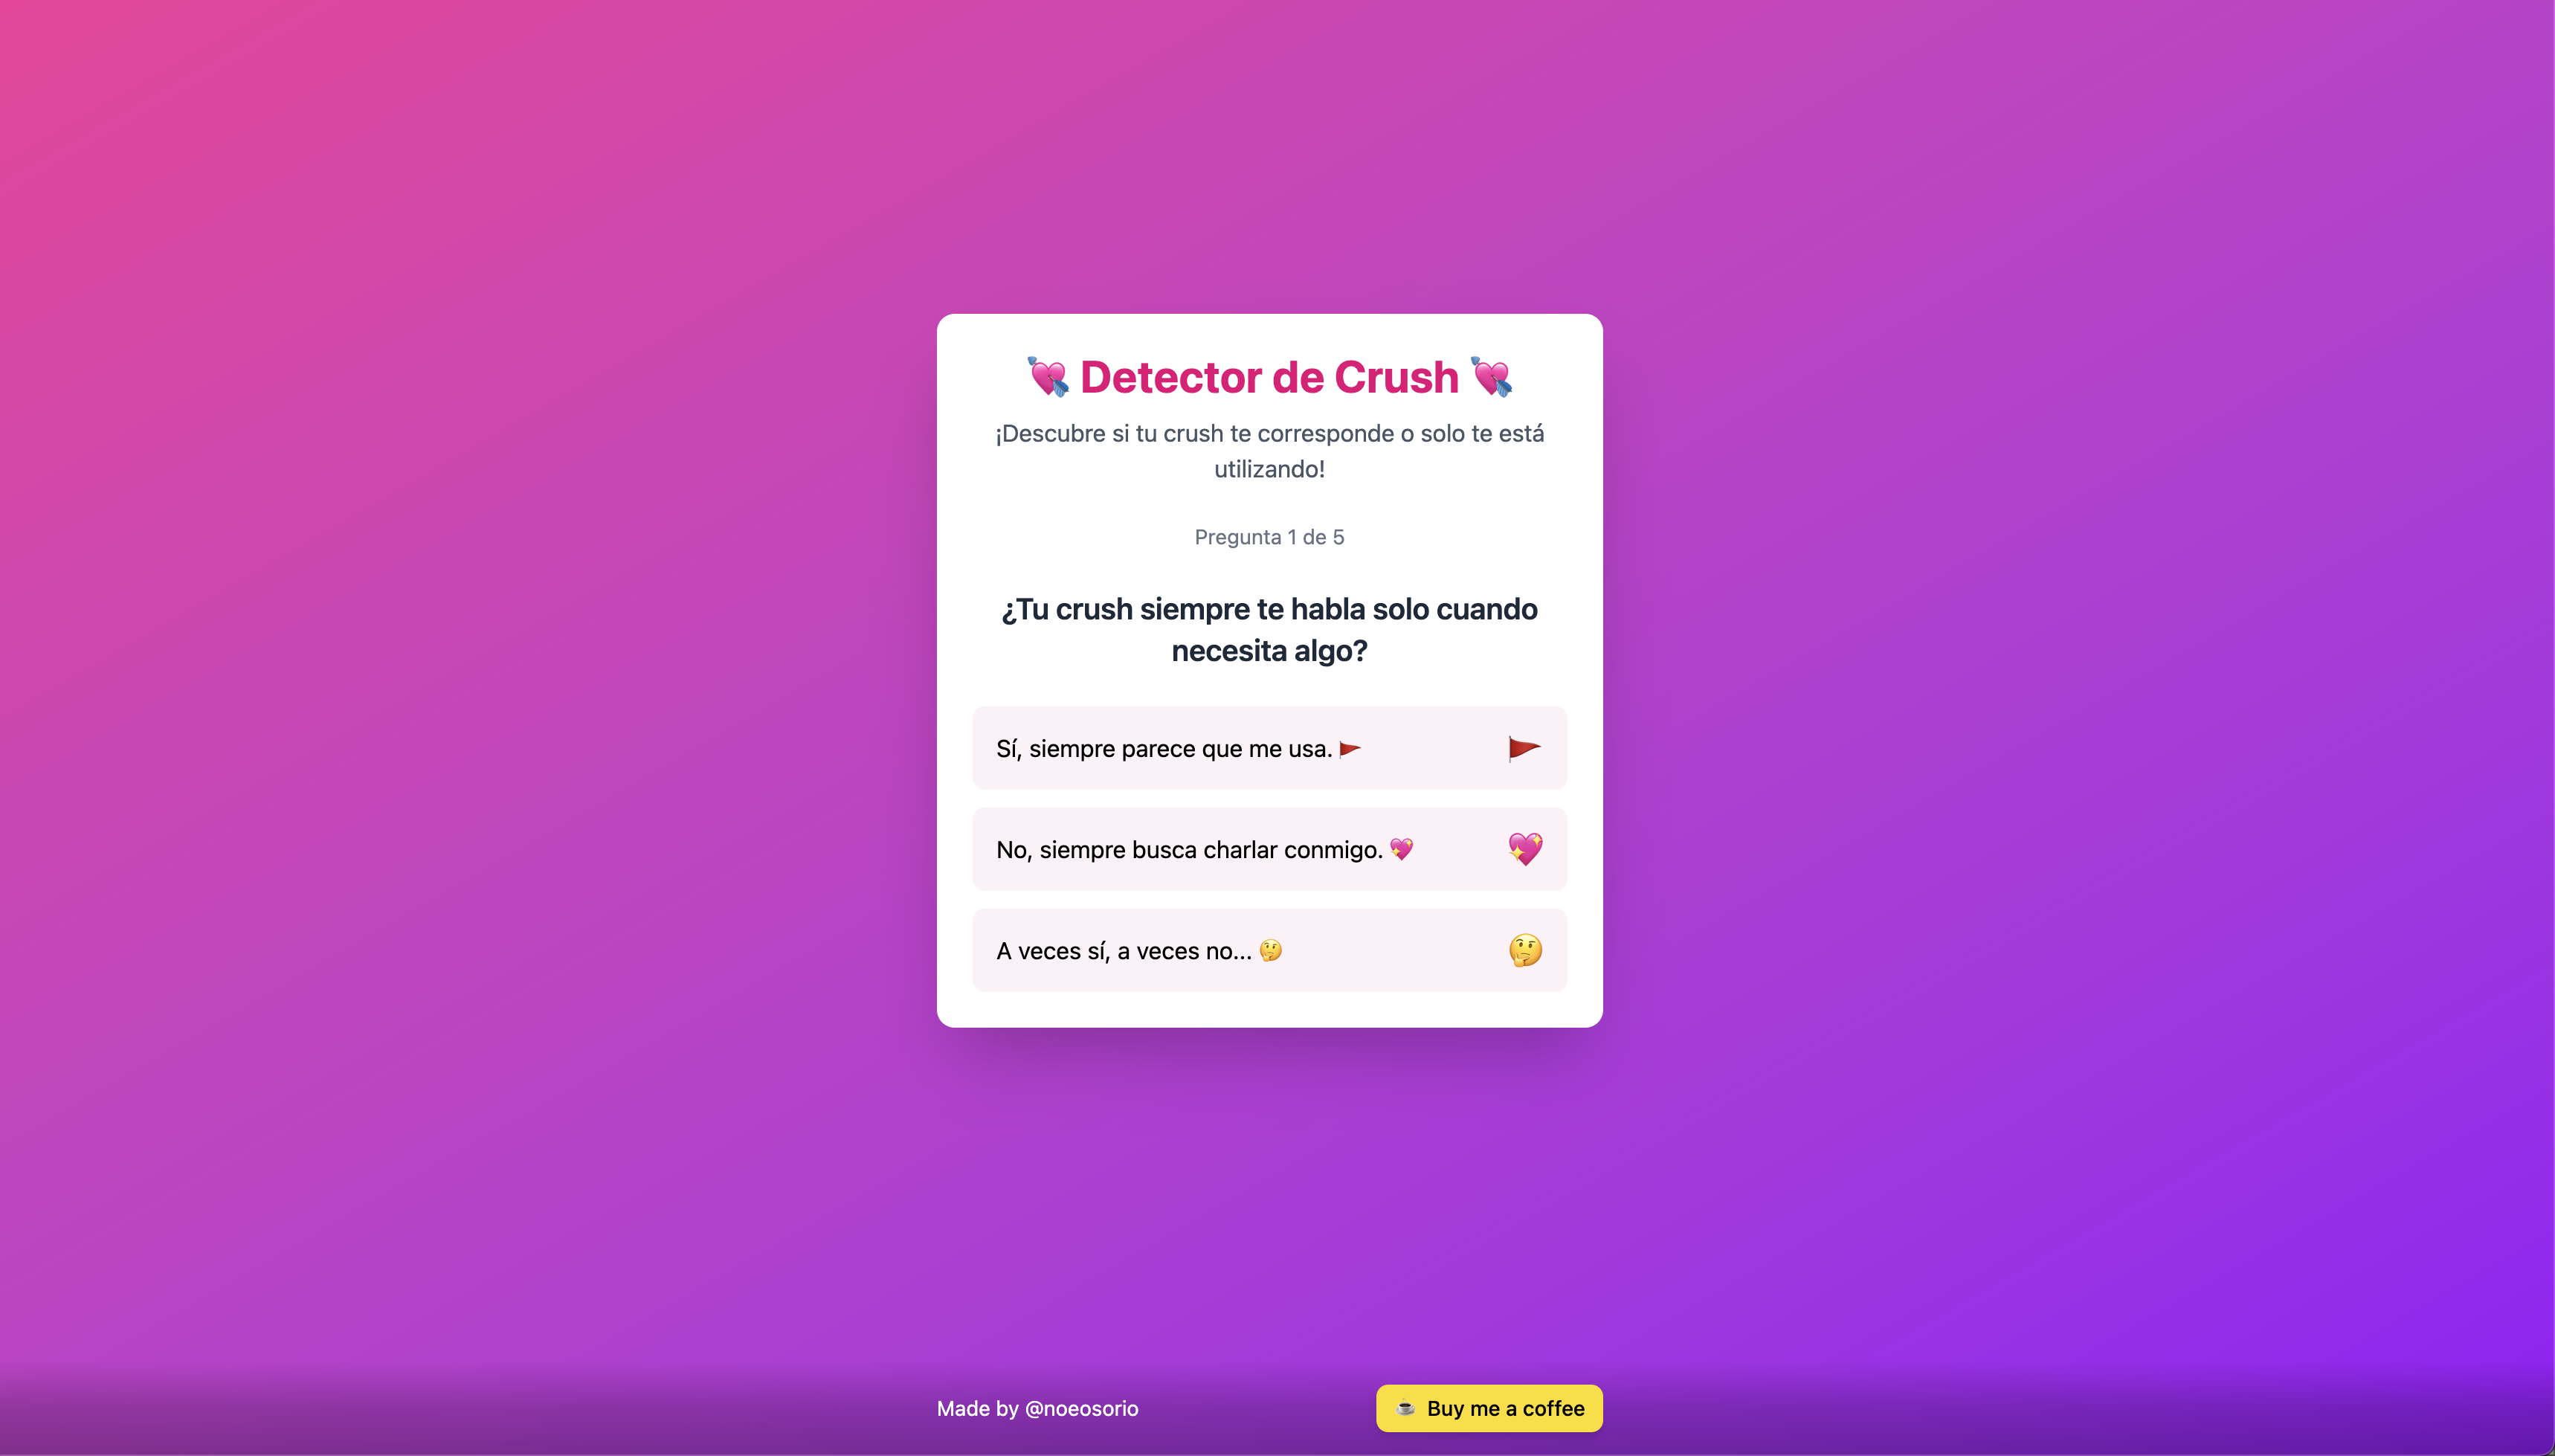 💘 Detector de Crush 💘
¡Descubre si tu crush te corresponde o solo te está
utilizando!
Pregunta 1 de 5
¿Tu crush siempre te habla solo cuando
necesita algo?
Sí, siempre parece que me usa. 🚩 🚩
No, siempre busca charlar conmigo. 💖 💖
A veces sí, a veces no... 🤔 🤔
Made by @noeosorio
☕ Buy me a coffee